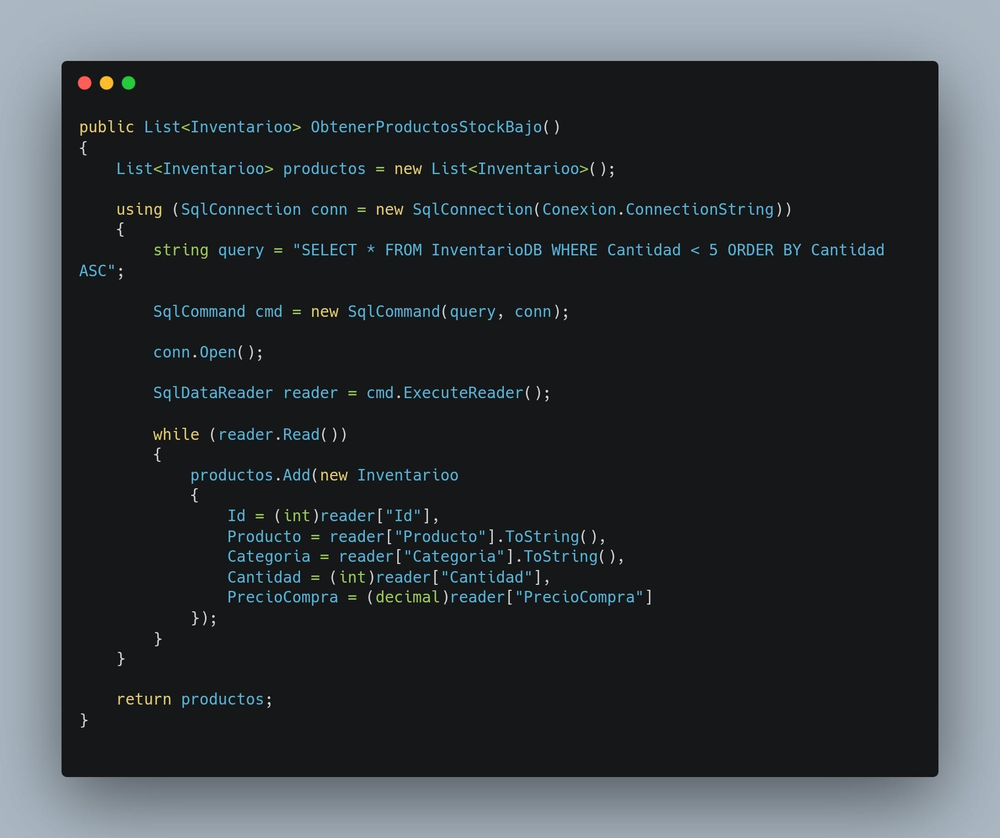 public List<Inventarioo> ObtenerProductosStockBajo()
{
    List<Inventarioo> productos = new List<Inventarioo>();
    using (SqlConnection conn = new SqlConnection(Conexion.ConnectionString))
    {
        string query = "SELECT * FROM InventarioDB WHERE Cantidad < 5 ORDER BY Cantidad
ASC";
        SqlCommand cmd = new SqlCommand(query, conn);
        conn.Open();
        SqlDataReader reader = cmd.ExecuteReader();
        while (reader.Read())
        {
            productos.Add(new Inventarioo
            {
                Id = (int)reader["Id"],
                Producto = reader["Producto"].ToString(),
                Categoria = reader["Categoria"].ToString(),
                Cantidad = (int)reader["Cantidad"],
                PrecioCompra = (decimal)reader["PrecioCompra"]
            });
        }
    }
    return productos;
}